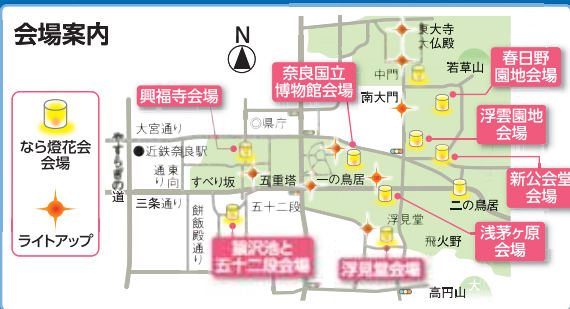 会場案内
N
なら燈花会
会場
ライトアップ
東大寺
大仏殿
中門
南大門
若草山
春日野
園地会場
浮雲園地
会場
新公会堂
会場
浅茅ヶ原
会場
奈良国立
博物館会場
興福寺会場
大宮通り
◎県庁
●近鉄奈良駅
やすらぎの道
東向
通り
すべり坂
五重塔
一の鳥居
二の鳥居
三条通り
五十二段
餅飯殿通り
猿沢池と
五十二段会場
浮見堂
浮見堂会場
飛火野
高円山
大